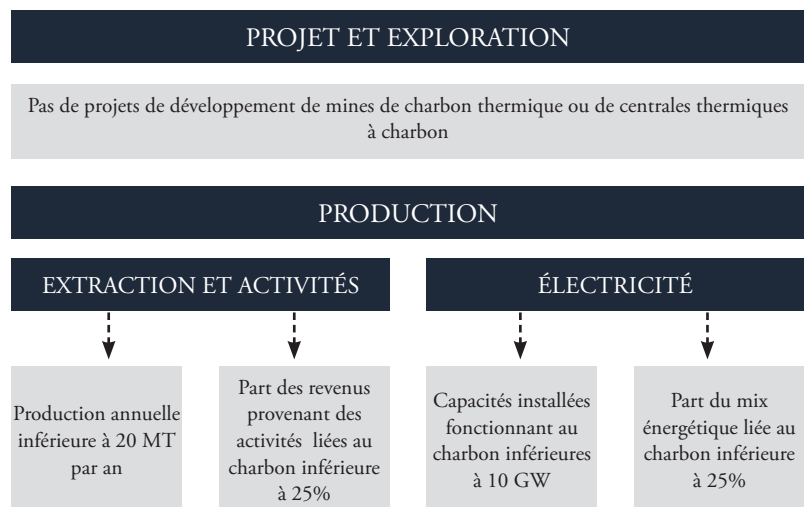 PROJET ET EXPLORATION
Pas de projets de développement de mines de charbon thermique ou de centrales thermiques
à charbon
PRODUCTION
EXTRACTION ET ACTIVITÉS
ÉLECTRICITÉ
Production annuelle
inférieure à 20 MT
par an
Part des revenus
provenant des
activités liées au
charbon inférieure
à 25%
Capacités installées
fonctionnant au
charbon inférieures
à 10 GW
Part du mix
énergétique liée au
charbon inférieure
à 25%